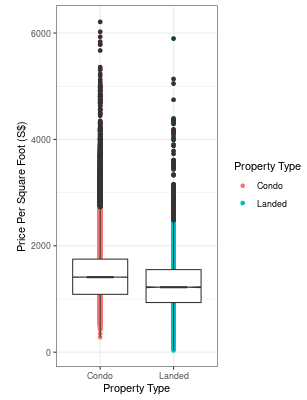 6000
4000
2000
0
Price Per Square Foot (S$)
Condo
Landed
Property Type
Property Type
Condo
Landed